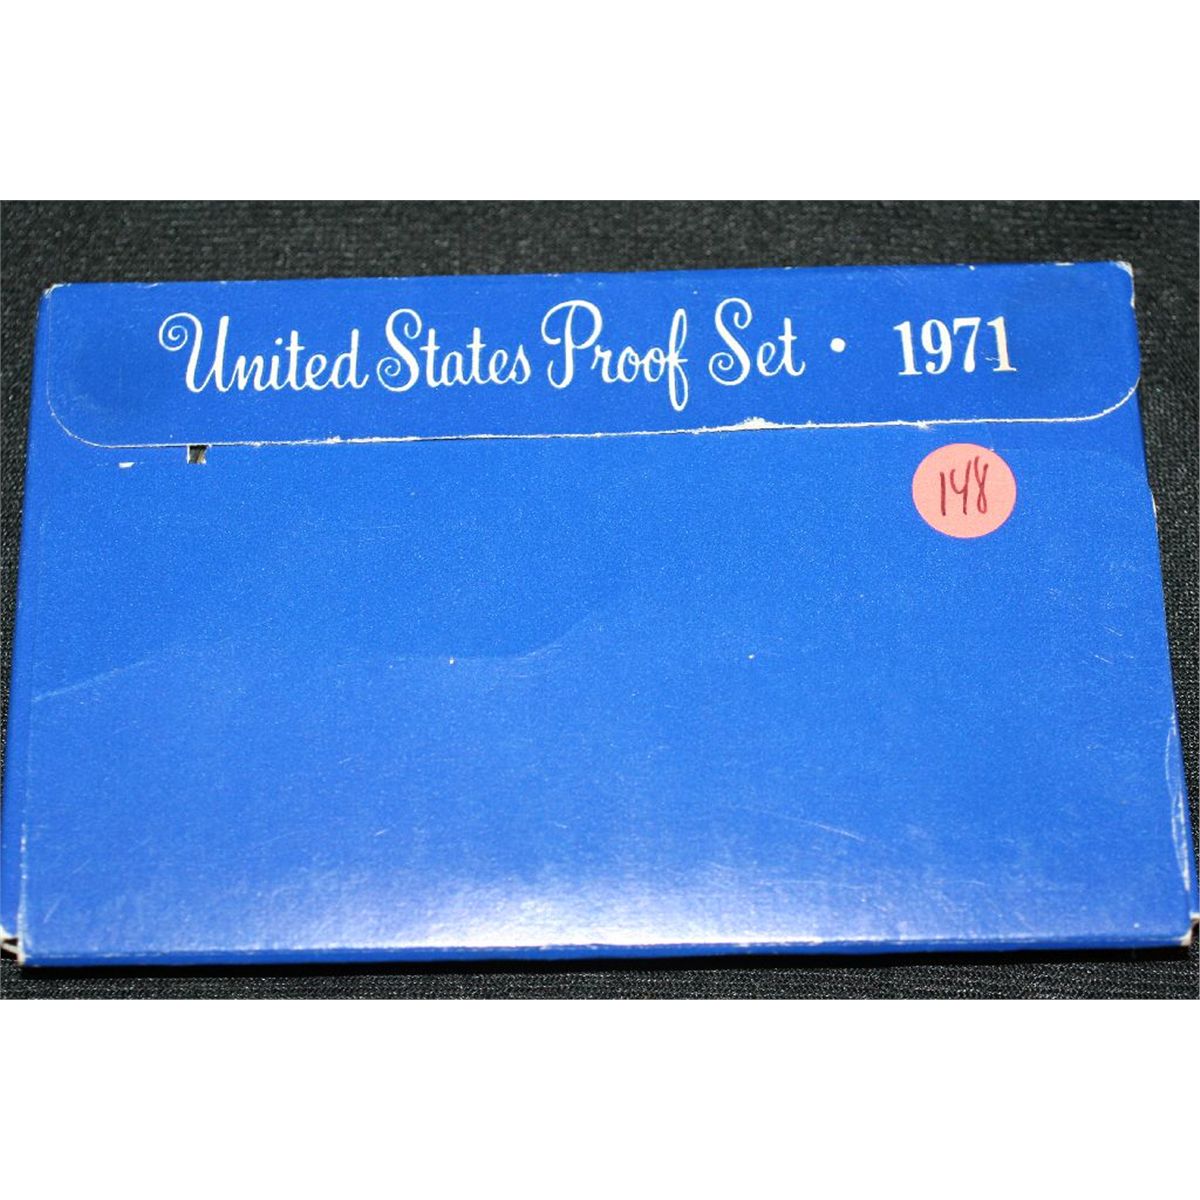 United States Proof Set • 1971
148